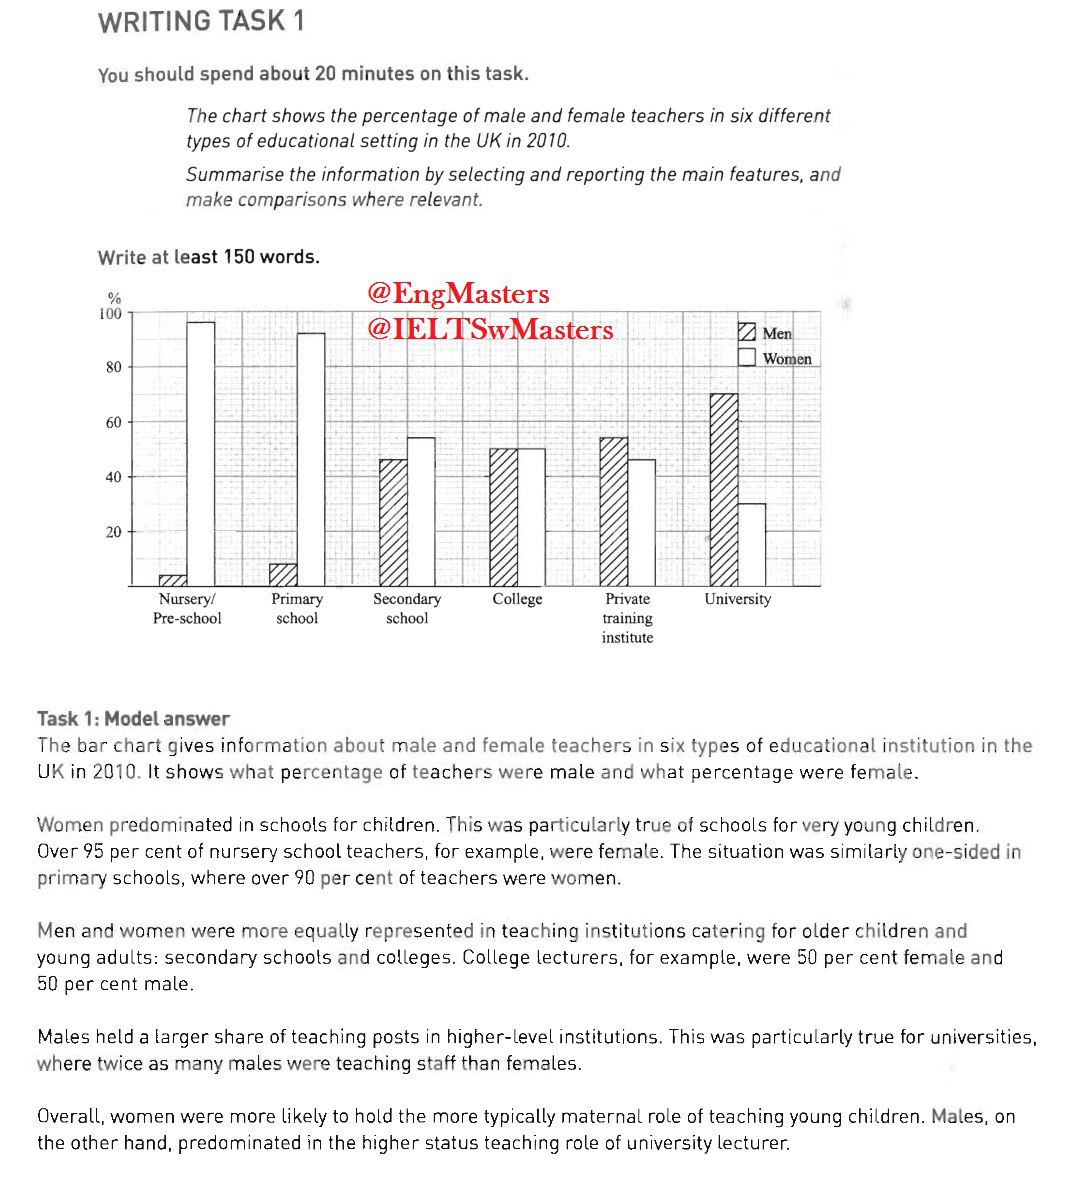 WRITING TASK 1
You should spend about 20 minutes on this task.
The chart shows the percentage of male and female teachers in six different
types of educational setting in the UK in 2010.
Summarise the information by selecting and reporting the main features, and
make comparisons where relevant.
Write at least 150 words.
@EngMasters
@IELTSwMasters
%
100
80
60
40
20
Men
Women
Nursery/
Pre-school
Primary
school
Secondary
school
College
Private
training
institute
University
Task 1: Model answer
The bar chart gives information about male and female teachers in six types of educational institution in the
UK in 2010. It shows what percentage of teachers were male and what percentage were female.
Women predominated in schools for children. This was particularly true of schools for very young children.
Over 95 per cent of nursery school teachers, for example, were female. The situation was similarly one-sided in
primary schools, where over 90 per cent of teachers were women.
Men and women were more equally represented in teaching institutions catering for older children and
young adults: secondary schools and colleges. College lecturers, for example, were 50 per cent female and
50 per cent male.
Males held a larger share of teaching posts in higher-level institutions. This was particularly true for universities,
where twice as many males were teaching staff than females.
Overall, women were more likely to hold the more typically maternal role of teaching young children. Males, on
the other hand, predominated in the higher status teaching role of university lecturer.